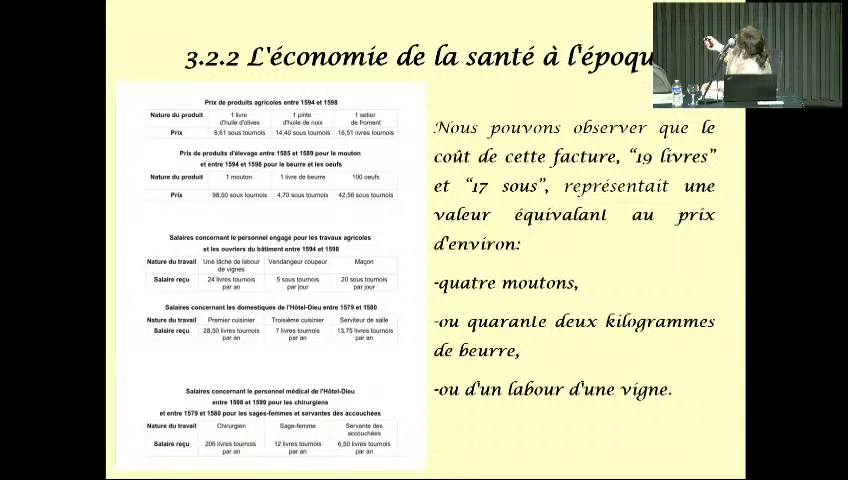 3.2.2 L'économie de la santé à l'époqu
Prix de produits agricoles entre 1594 et 1598
Nature du produit 1 livre d'huile d'olives 1 pinte d'huile de noix 1 setier de froment
Prix 8,61 sous tournois 14,40 sous tournois 16,51 livres tournois
Prix de produits d'élevage entre 1585 et 1589 pour le mouton
et entre 1594 et 1598 pour le beurre et les oeufs
Nature du produit 1 mouton 1 livre de beurre 100 oeufs
Prix 98,50 sous tournois 4,70 sous tournois 42,56 sous tournois
Salaires concernant le personnel engagé pour les travaux agricoles
et les ouvriers du bâtiment entre 1594 et 1598
Nature du travail Une tâche de labour de vignes Vendangeur coupeur Maçon
Salaire reçu 24 livres tournois par an 5 sous tournois par jour 20 sous tournois par jour
Salaires concernant les domestiques de l'Hôtel-Dieu entre 1579 et 1580
Nature du travail Premier cuisinier Troisième cuisinier Serviteur de salle
Salaire reçu 28,50 livres tournois par an 7 livres tournois par an 13,75 livres tournois par an
Salaires concernant le personnel médical de l'Hôtel-Dieu
entre 1598 et 1599 pour les chirurgiens
et entre 1579 et 1580 pour les sages-femmes et servantes des accouchées
Nature du travail Chirurgien Sage-femme Servante des accouchées
Salaire reçu 206 livres tournois par an 12 livres tournois par an 6,50 livres tournois par an
Nous pouvons observer que le
coût de cette facture, “19 livres”
et “17 sous”, représentait une
valeur équivalant au prix
d'environ:
-quatre moutons,
-ou quarante deux kilogrammes
de beurre,
-ou d'un labour d'une vigne.